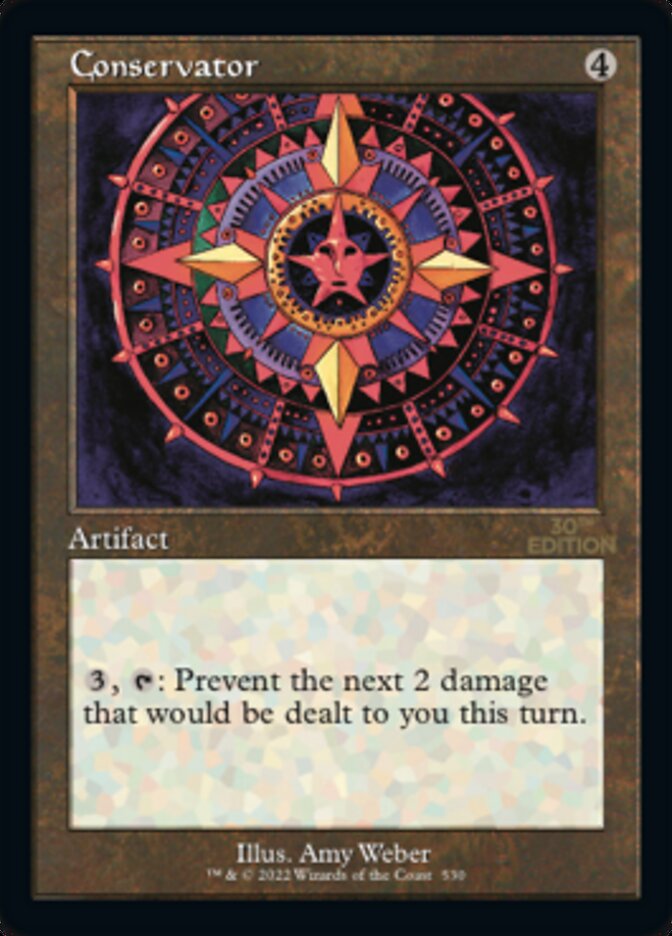 Conservator 4
Artifact
30TH
EDITION
3, T: Prevent the next 2 damage
that would be dealt to you this turn.
Illus. Amy Weber
™ & © 2022 Wizards of the Coast 530